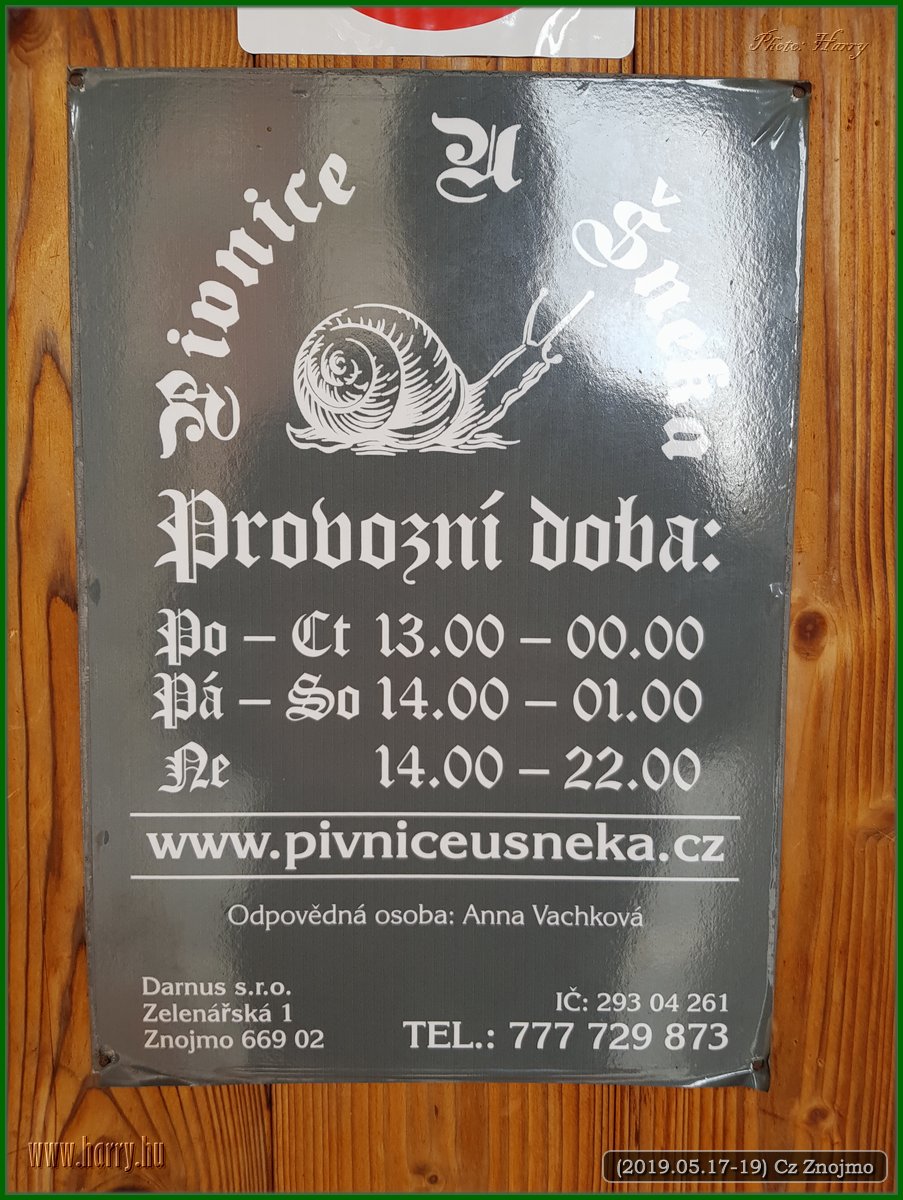 Photo: Harry
Pivnice U Šneka
Provozní doba:
Po – Ct 13.00 – 00.00
Pá – So 14.00 – 01.00
Ne 14.00 – 22.00
www.pivniceusneka.cz
Odpovědná osoba: Anna Vachková
Darnus s.r.o.
Zelenářská 1
Znojmo 669 02
IČ: 293 04 261
TEL.: 777 729 873
www.harry.hu
(2019.05.17-19) Cz Znojmo